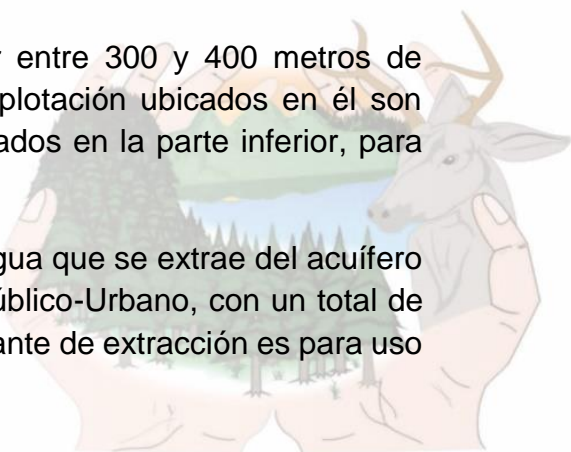 entre 300 y 400 metros de
plotación ubicados en él son
ados en la parte inferior, para
gua que se extrae del acuífero
úblico-Urbano, con un total de
ante de extracción es para uso